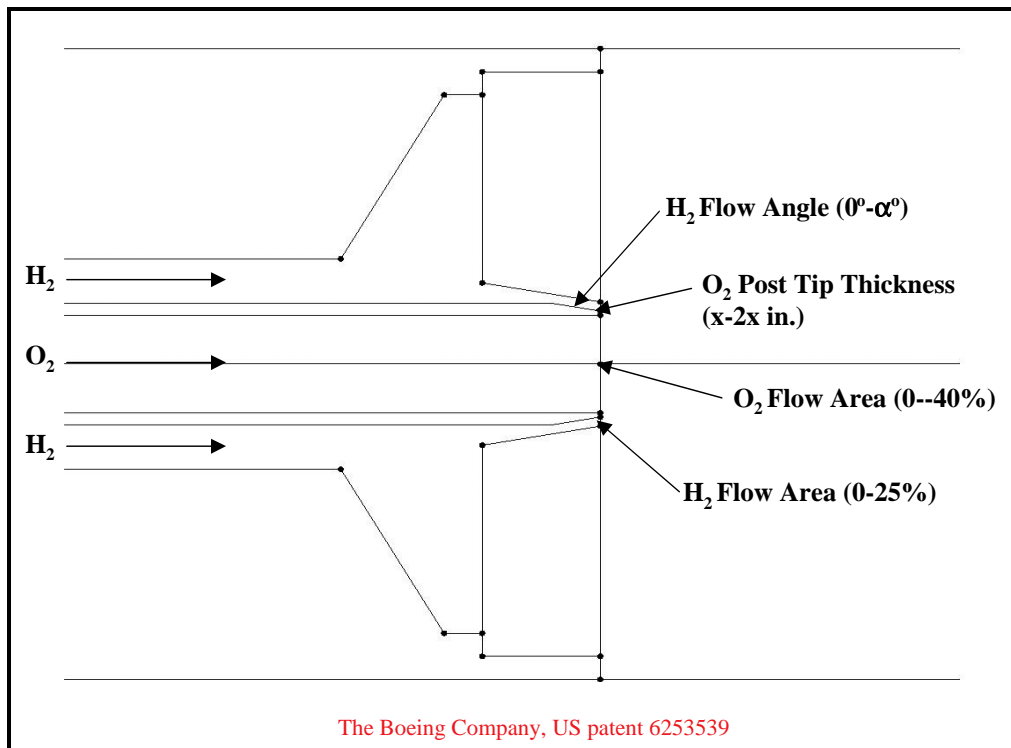 H₂ Flow Angle (0º-αº)
H₂
O₂ Post Tip Thickness
(x-2x in.)
O₂
O₂ Flow Area (0--40%)
H₂
H₂ Flow Area (0-25%)
The Boeing Company, US patent 6253539